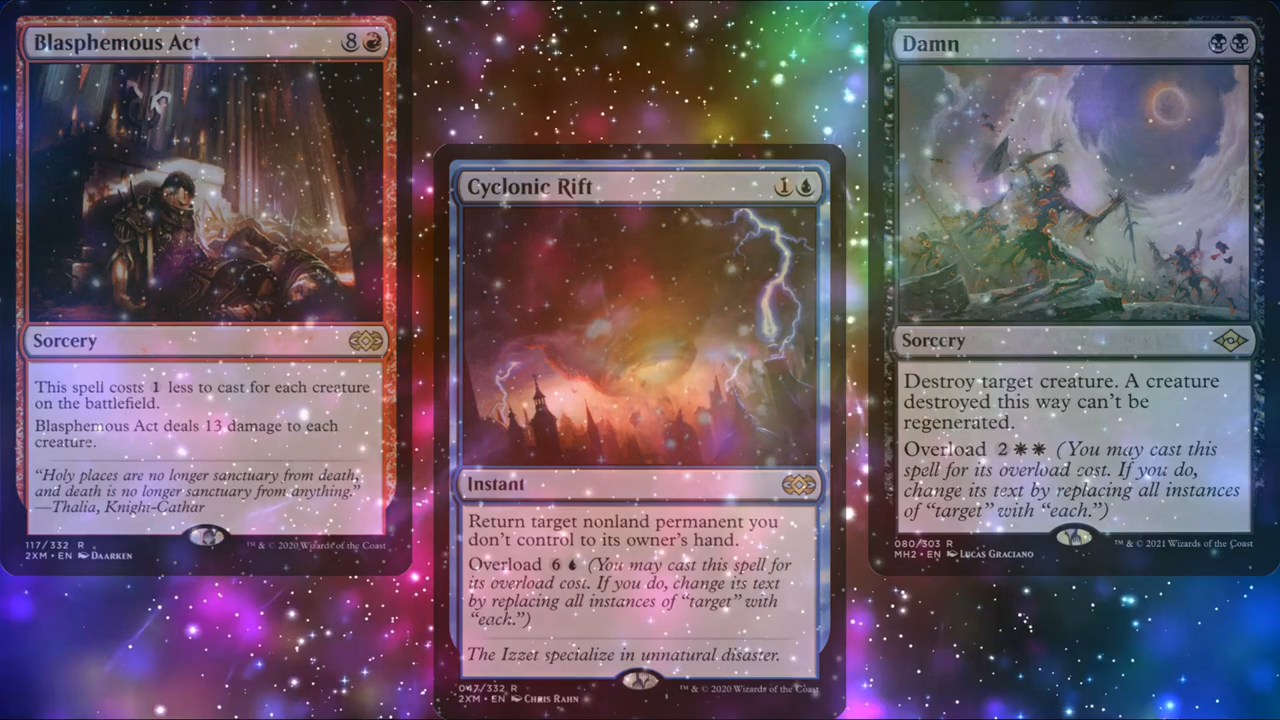 Blasphemous Act 8
Sorcery
This spell costs 1 less to cast for each creature
on the battlefield.
Blasphemous Act deals 13 damage to each
creature.
“Holy places are no longer sanctuary from death,
and death is no longer sanctuary from anything.”
—Thalia, Knight-Cathar
117/332 R
2XM • EN DAARKEN
™ & © 2020 Wizards of the Coast
Cyclonic Rift 1
Instant
Return target nonland permanent you
don’t control to its owner’s hand.
Overload 6 (You may cast this spell for
its overload cost. If you do, change its text
by replacing all instances of “target” with
“each.”)
The Izzet specialize in unnatural disaster.
047/332 R
2XM • EN CHRIS RAHN
™ & © 2020 Wizards of the Coast
Damn
Sorcery
Destroy target creature. A creature
destroyed this way can’t be
regenerated.
Overload 2 (You may cast this
spell for its overload cost. If you do,
change its text by replacing all instances
of “target” with “each.”)
080/303 R
MH2 • EN LUCAS GRACIANO
™ & © 2021 Wizards of the Coast